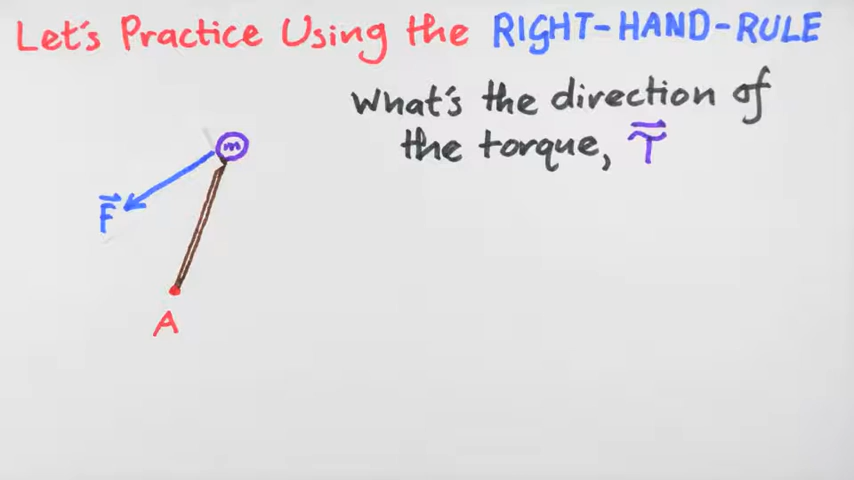 Let's Practice Using the RIGHT-HAND-RULE
What's the direction of
the torque, τ
m
F
A